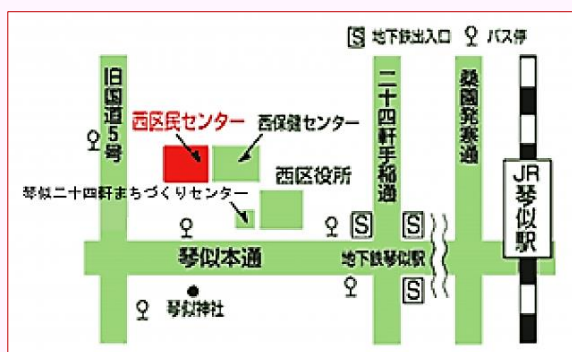 S 地下鉄出入口 バス停
旧国道5号
西区民センター
西保健センター
二十四軒手稲通
桑園発寒通
JR琴似駅
西区役所
琴似二十四軒まちづくりセンター
S
S
琴似本通
地下鉄琴似駅
S
琴似神社